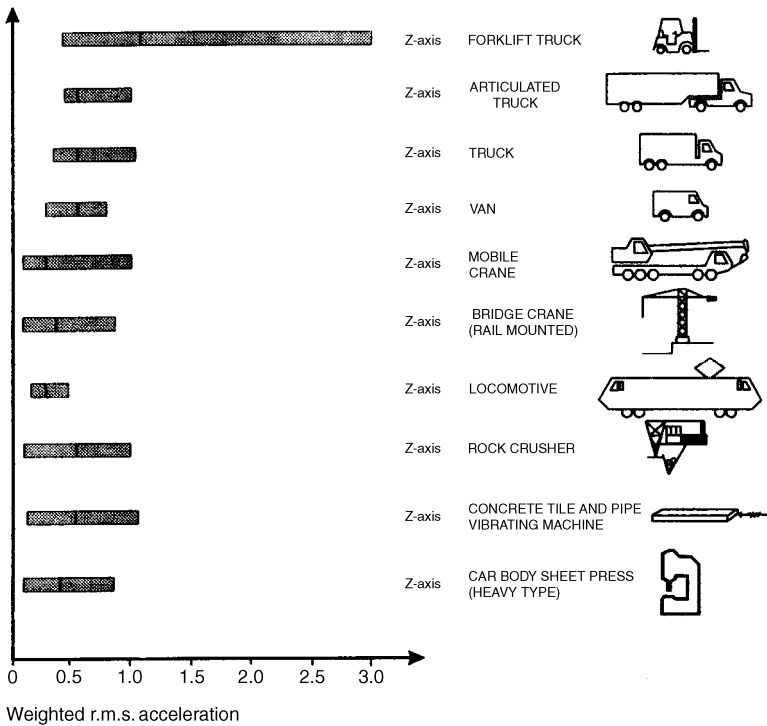 Z-axis FORKLIFT TRUCK
Z-axis ARTICULATED
TRUCK
Z-axis TRUCK
Z-axis VAN
Z-axis MOBILE
CRANE
BRIDGE CRANE
Z-axis (RAIL MOUNTED)
Z-axis LOCOMOTIVE
Z-axis ROCK CRUSHER
Z-axis CONCRETE TILE AND PIPE
VIBRATING MACHINE
Z-axis CAR BODY SHEET PRESS
(HEAVY TYPE)
0 0.5 1.0 1.5 2.0 2.5 3.0
Weighted r.m.s. acceleration